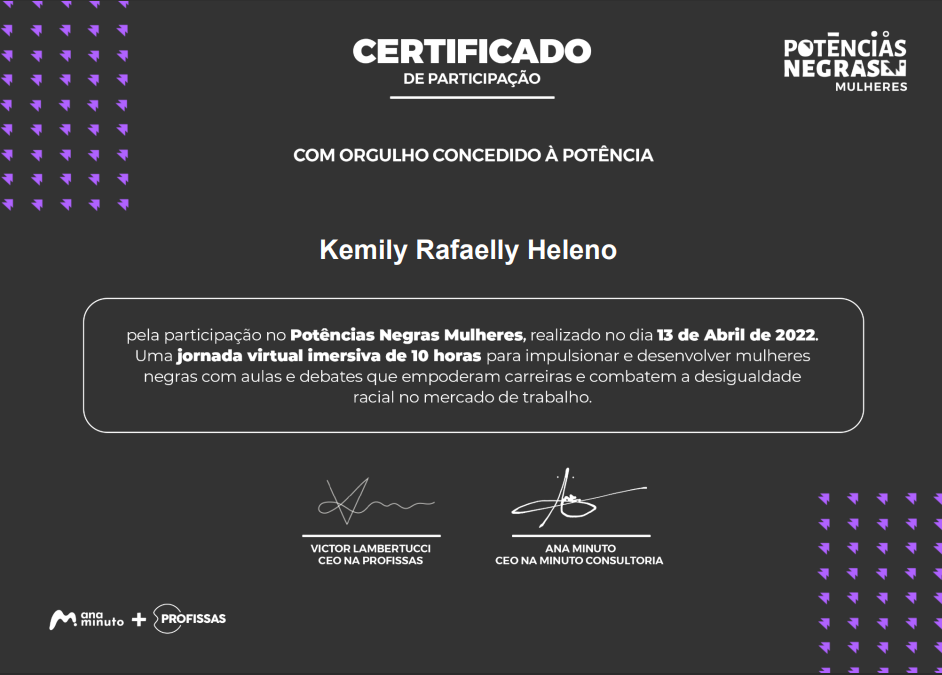 CERTIFICADO
DE PARTICIPAÇÃO
POTÊNCIAS
NEGRAS
MULHERES
COM ORGULHO CONCEDIDO À POTÊNCIA
Kemily Rafaelly Heleno
pela participação no Potências Negras Mulheres, realizado no dia 13 de Abril de 2022.
Uma jornada virtual imersiva de 10 horas para impulsionar e desenvolver mulheres
negras com aulas e debates que empoderam carreiras e combatem a desigualdade
racial no mercado de trabalho.
VICTOR LAMBERTUCCI
CEO NA PROFISSAS
ANA MINUTO
CEO NA MINUTO CONSULTORIA
ana
minuto + PROFISSAS